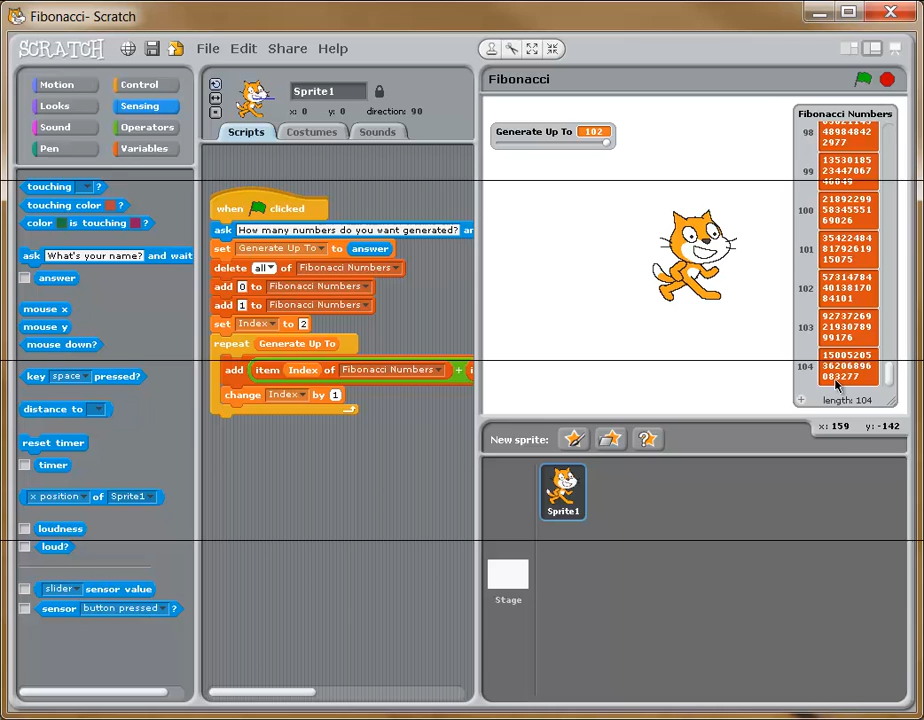 Fibonacci- Scratch
SCRATCH File Edit Share Help
Motion Control
Looks Sensing
Sound Operators
Pen Variables
touching ?
touching color ?
color is touching ?
ask What's your name? and wait
answer
mouse x
mouse y
mouse down?
key space pressed?
distance to
reset timer
timer
x position of Sprite1
loudness
loud?
slider sensor value
sensor button pressed ?
Sprite1
x: 0 y: 0 direction: 90
Scripts Costumes Sounds
when clicked
ask How many numbers do you want generated?
set Generate Up To to answer
delete all of Fibonacci Numbers
add 0 to Fibonacci Numbers
add 1 to Fibonacci Numbers
set Index to 2
repeat Generate Up To
add item Index of Fibonacci Numbers +
change Index by 1
Fibonacci
Generate Up To 102
Fibonacci Numbers
98
48984842
2977
99
13530185
23447067
46049
100
21892299
58345551
69026
101
35422484
81792619
15075
102
57314784
40138170
84101
103
92737269
21930789
99176
104
15005205
36206896
083277
length: 104
x: 159 y: -142
New sprite:
Sprite1
Stage